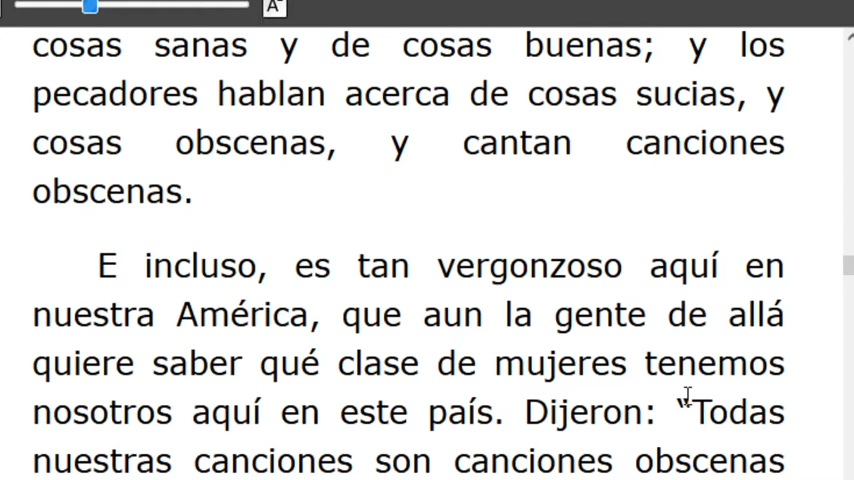 A
cosas sanas y de cosas buenas; y los
pecadores hablan acerca de cosas sucias, y
cosas obscenas, y cantan canciones
obscenas.
E incluso, es tan vergonzoso aquí en
nuestra América, que aun la gente de allá
quiere saber qué clase de mujeres tenemos
nosotros aquí en este país. Dijeron: “Todas
nuestras canciones son canciones obscenas